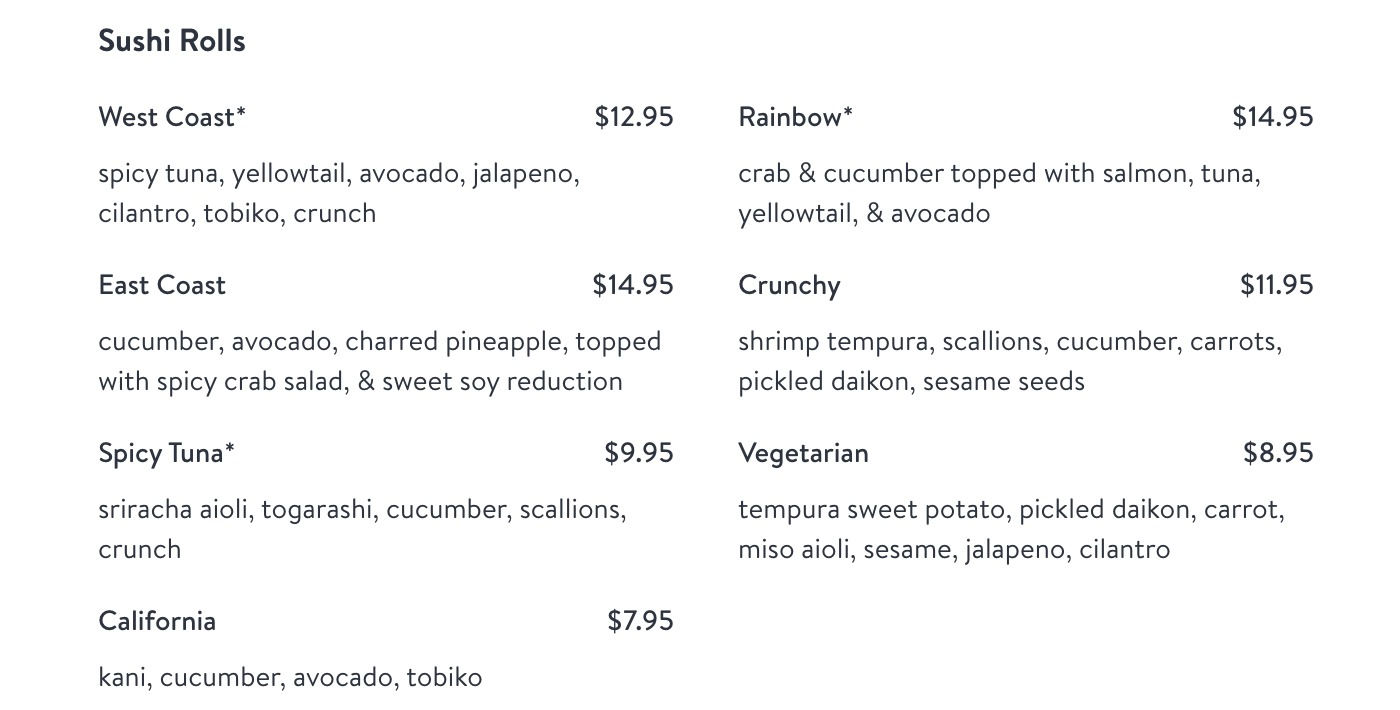 Sushi Rolls
West Coast* $12.95
spicy tuna, yellowtail, avocado, jalapeno,
cilantro, tobiko, crunch
East Coast $14.95
cucumber, avocado, charred pineapple, topped
with spicy crab salad, & sweet soy reduction
Spicy Tuna* $9.95
sriracha aioli, togarashi, cucumber, scallions,
crunch
California $7.95
kani, cucumber, avocado, tobiko
Rainbow* $14.95
crab & cucumber topped with salmon, tuna,
yellowtail, & avocado
Crunchy $11.95
shrimp tempura, scallions, cucumber, carrots,
pickled daikon, sesame seeds
Vegetarian $8.95
tempura sweet potato, pickled daikon, carrot,
miso aioli, sesame, jalapeno, cilantro